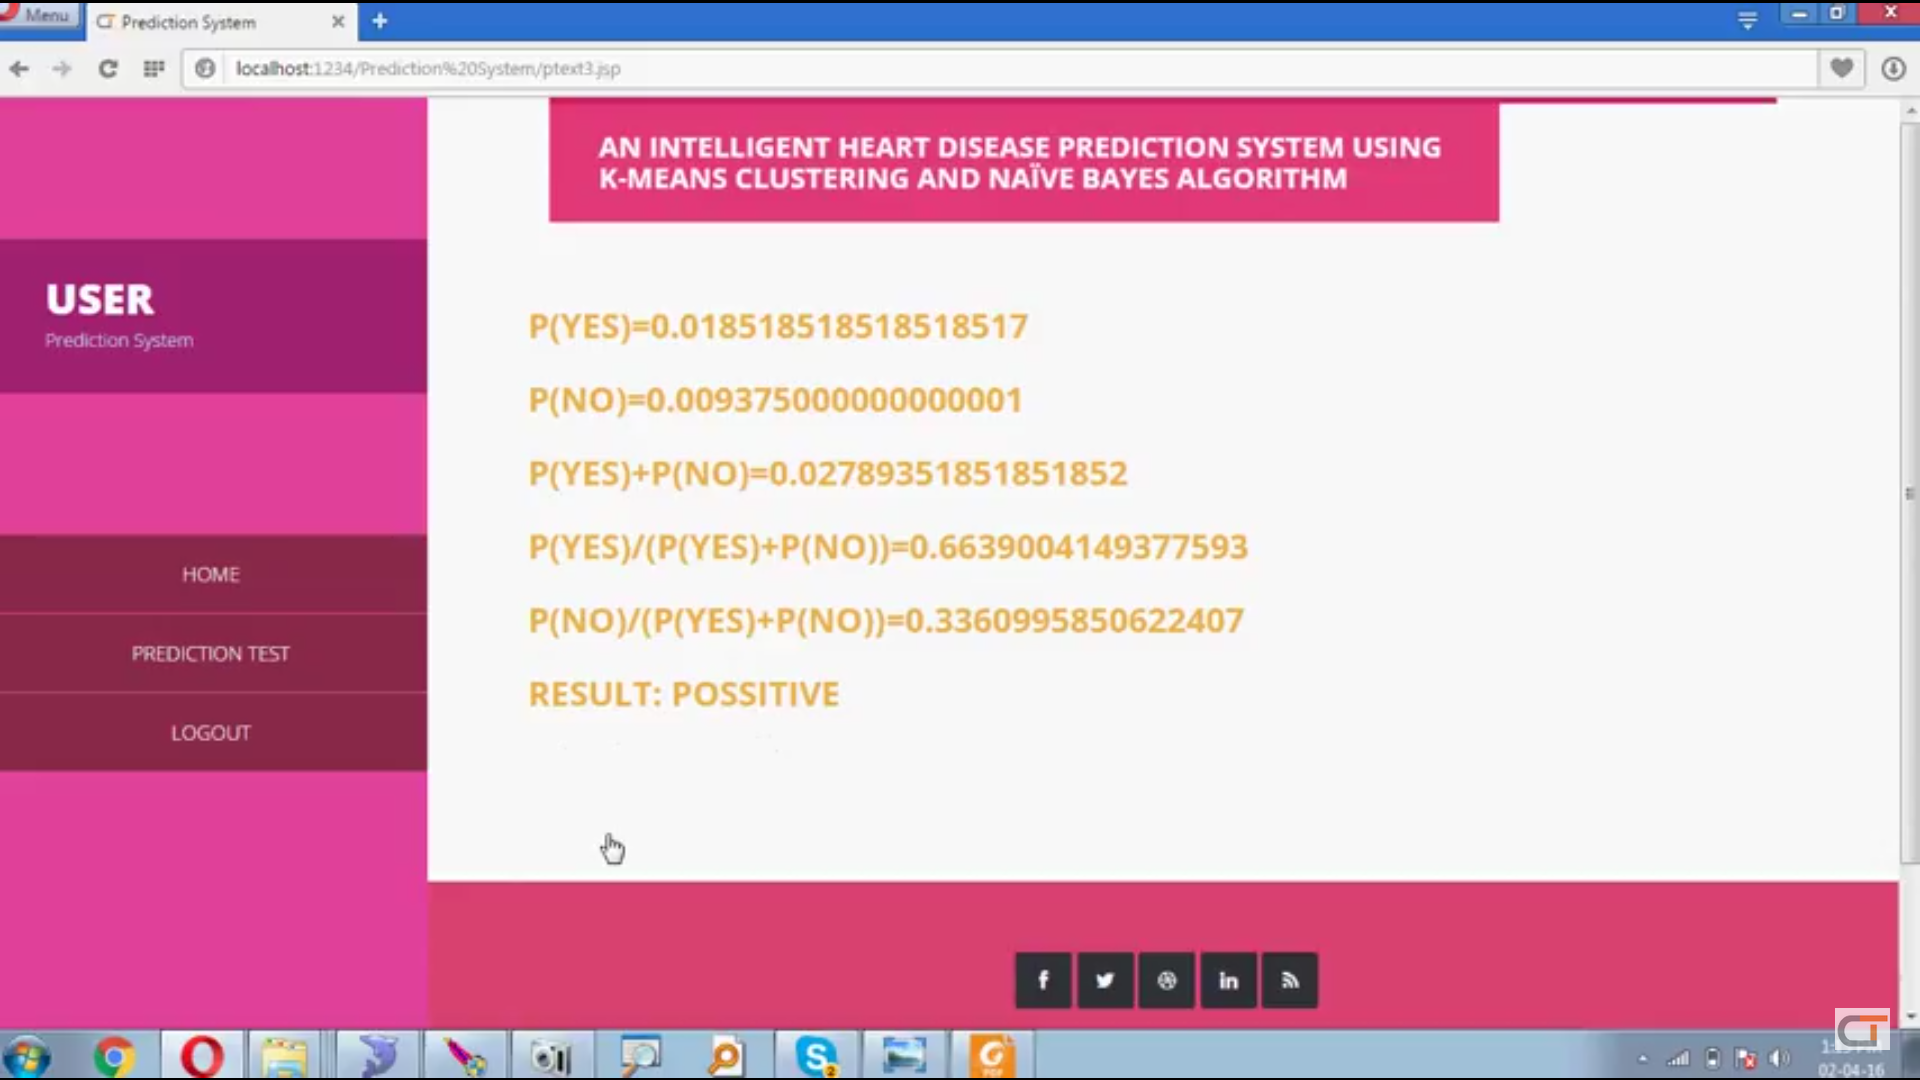 Menu
Prediction System
localhost:1234/Prediction%20System/ptext3.jsp
AN INTELLIGENT HEART DISEASE PREDICTION SYSTEM USING
K-MEANS CLUSTERING AND NAÏVE BAYES ALGORITHM
USER
Prediction System
P(YES)=0.018518518518518517
P(NO)=0.009375000000000001
P(YES)+P(NO)=0.02789351851851852
P(YES)/(P(YES)+P(NO))=0.6639004149377593
P(NO)/(P(YES)+P(NO))=0.3360995850622407
RESULT: POSSITIVE
HOME
PREDICTION TEST
LOGOUT
02-04-16